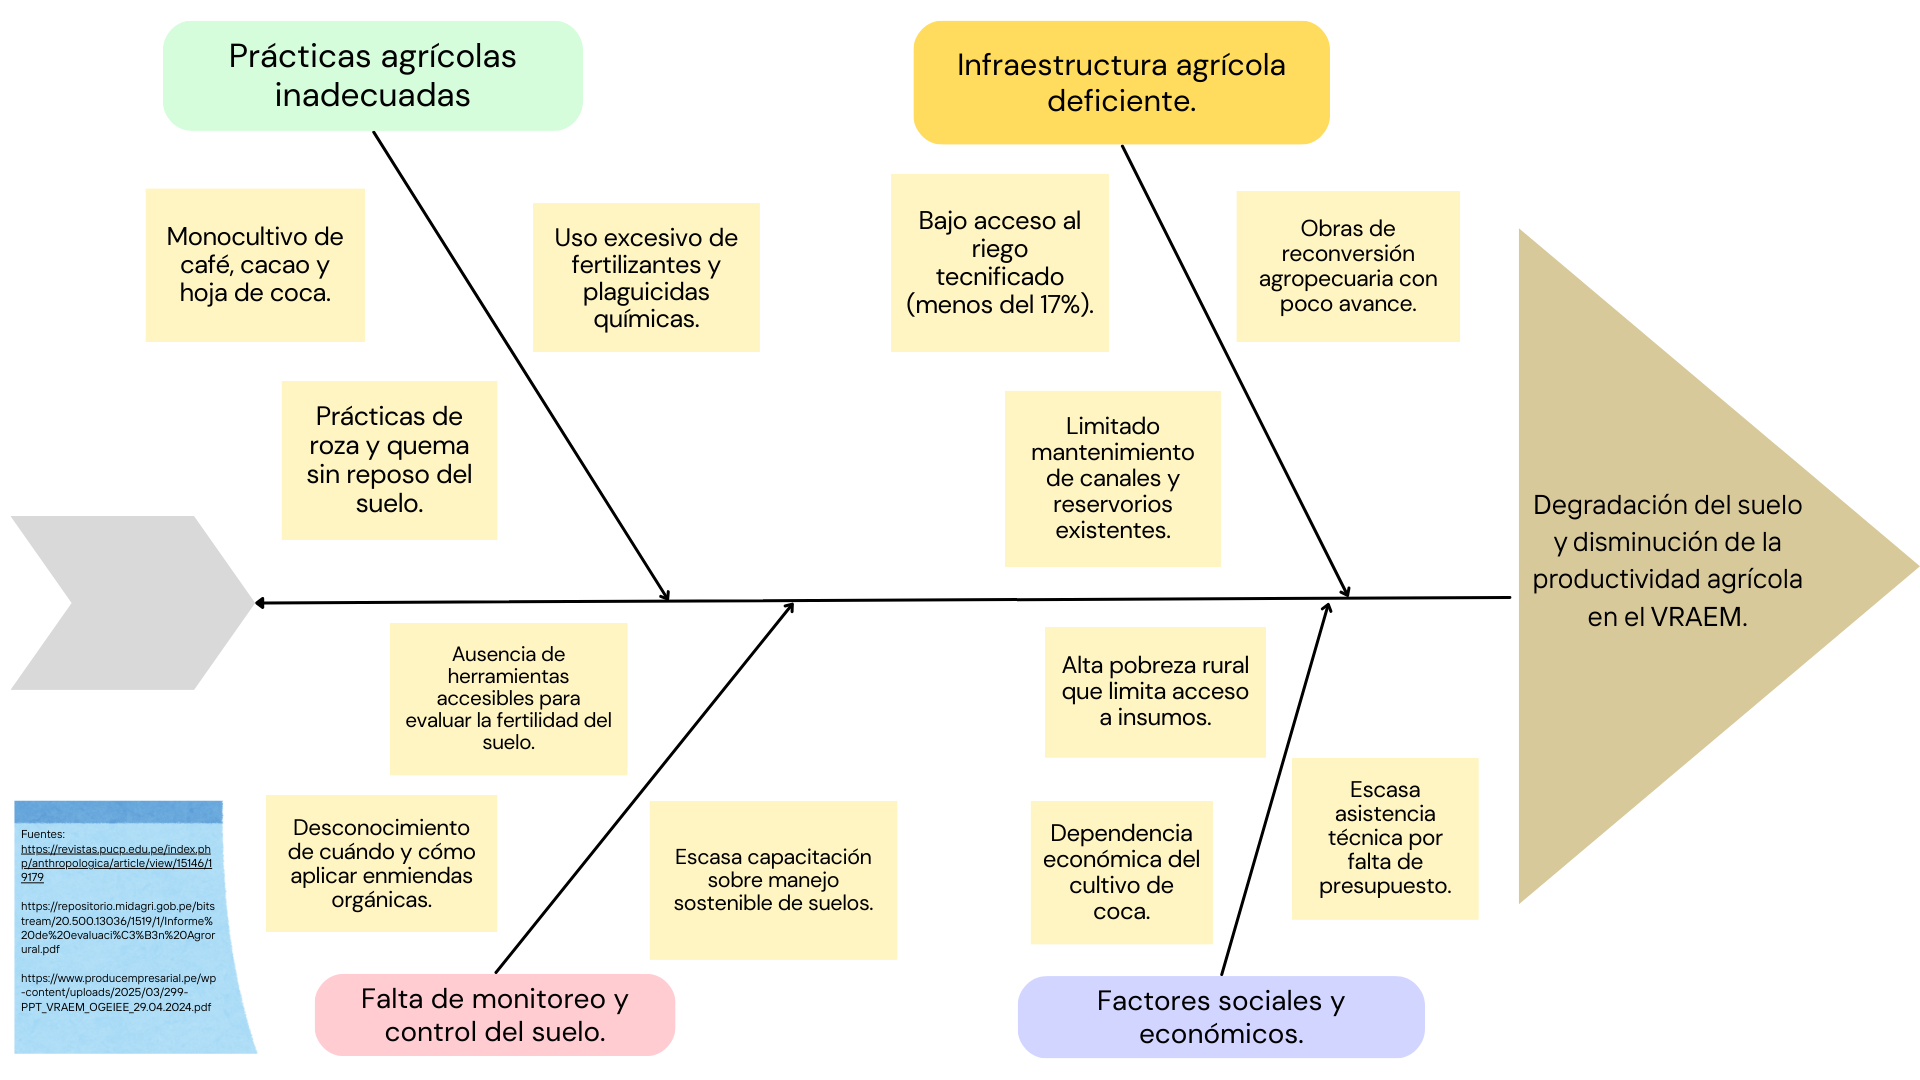 Prácticas agrícolas
inadecuadas
Infraestructura agrícola
deficiente.
Monocultivo de
café, cacao y
hoja de coca.
Uso excesivo de
fertilizantes y
plaguicidas
químicas.
Prácticas de
roza y quema
sin reposo del
suelo.
Bajo acceso al
riego
tecnificado
(menos del 17%).
Obras de
reconversión
agropecuaria con
poco avance.
Limitado
mantenimiento
de canales y
reservorios
existentes.
Degradación del suelo
y disminución de la
productividad agrícola
en el VRAEM.
Ausencia de
herramientas
accesibles para
evaluar la fertilidad del
suelo.
Desconocimiento
de cuándo y cómo
aplicar enmiendas
orgánicas.
Escasa capacitación
sobre manejo
sostenible de suelos.
Alta pobreza rural
que limita acceso
a insumos.
Dependencia
económica del
cultivo de
coca.
Escasa
asistencia
técnica por
falta de
presupuesto.
Falta de monitoreo y
control del suelo.
Factores sociales y
económicos.
Fuentes:
https://revistas.pucp.edu.pe/index.ph
p/anthropologica/article/view/15146/1
9179
https://repositorio.midagri.gob.pe/bits
tream/20.500.13036/1519/1/Informe%
20de%20evaluaci%C3%B3n%20Agror
ural.pdf
https://www.producempresarial.pe/wp
-content/uploads/2025/03/299-
PPT_VRAEM_OGEIEE_29.04.2024.pdf